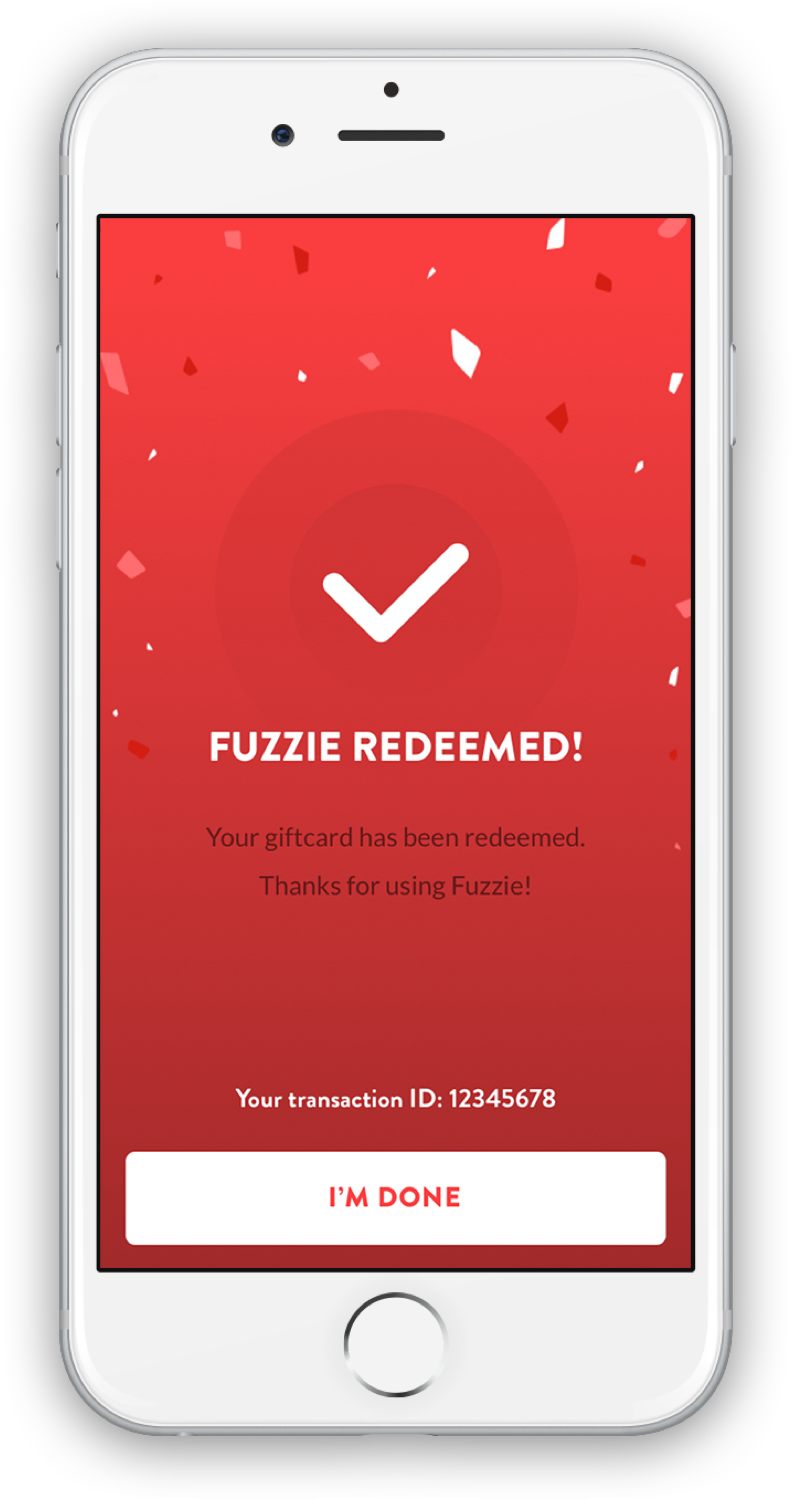 FUZZIE REDEEMED!
Your giftcard has been redeemed.
Thanks for using Fuzzie!
Your transaction ID: 12345678
I’M DONE